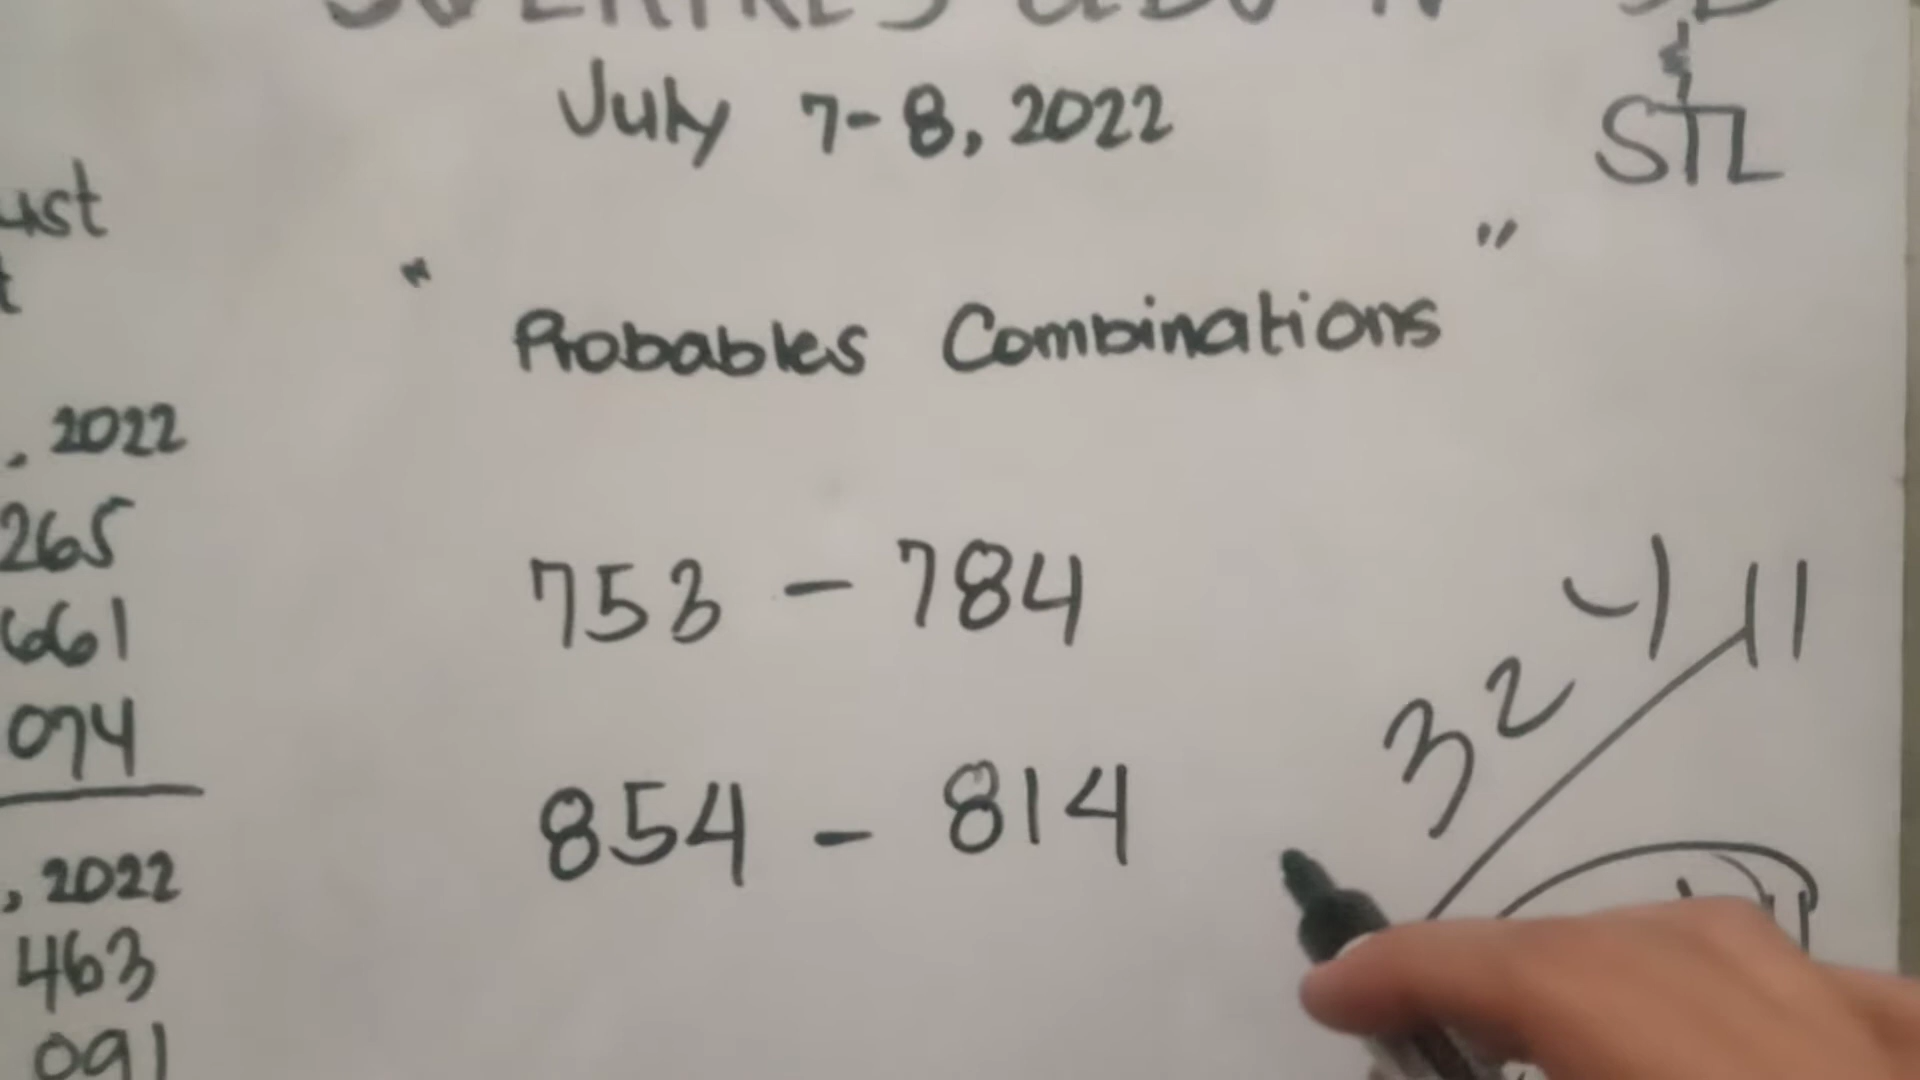 July 7-8, 2022
STL
ust
t
" Probables Combinations "
, 2022
265
661
074
753 - 784
854 - 814
32411
, 2022
463
091